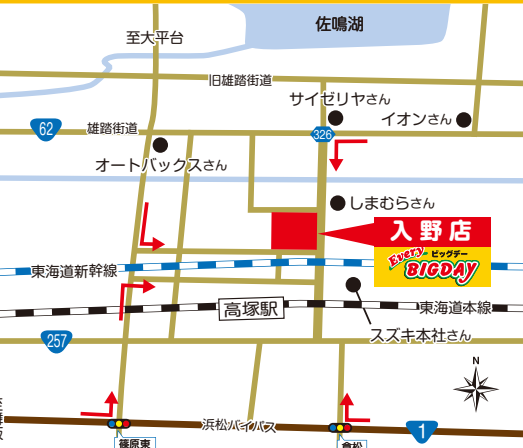 佐鳴湖
至大平台
旧雄踏街道
サイゼリヤさん
イオンさん
62
雄踏街道
326
オートバックスさん
しまむらさん
入野店
Every ビッグデー
BIGDAY
東海道新幹線
高塚駅
東海道本線
スズキ本社さん
257
N
浜松バイパス
1
篠原東
倉松